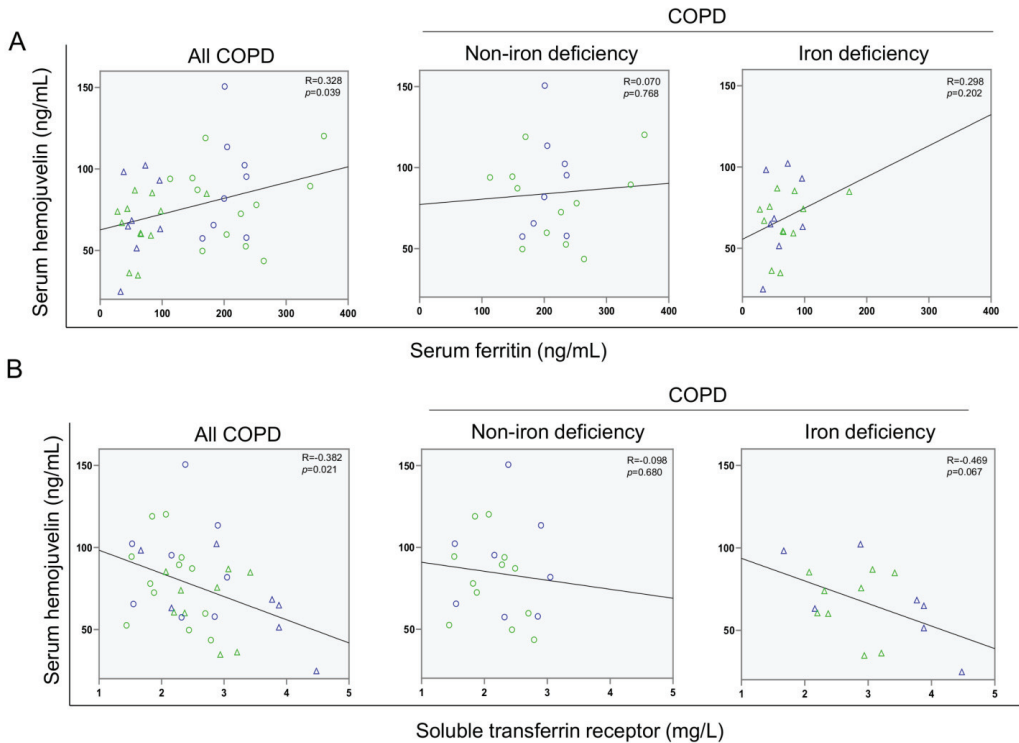 COPD
A
All COPD
Non-iron deficiency
Iron deficiency
Serum hemojuvelin (ng/mL)
150
100
50
0
100
200
300
400
R=0.328
p=0.039
150
100
50
0
100
200
300
400
R=0.070
p=0.768
150
100
50
0
100
200
300
400
R=0.298
p=0.202
Serum ferritin (ng/mL)
B
COPD
All COPD
Non-iron deficiency
Iron deficiency
Serum hemojuvelin (ng/mL)
150
100
50
1
2
3
4
5
R=-0.382
p=0.021
150
100
50
1
2
3
4
5
R=-0.098
p=0.680
150
100
50
1
2
3
4
5
R=-0.469
p=0.067
Soluble transferrin receptor (mg/L)